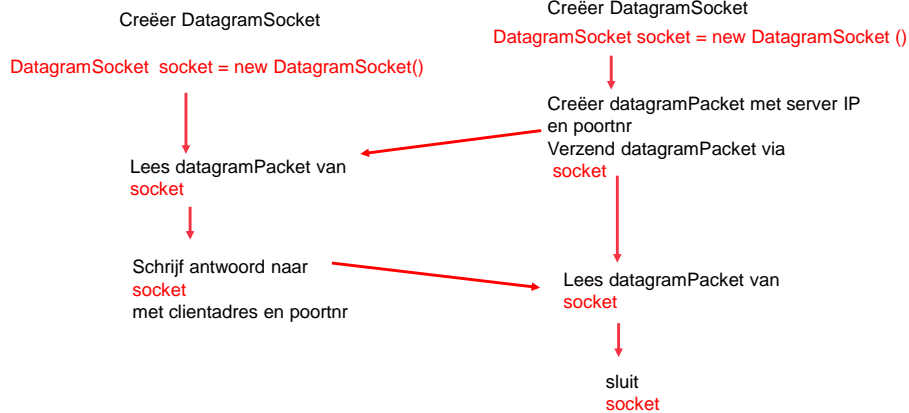 Creëer DatagramSocket
DatagramSocket  socket = new DatagramSocket()
Lees datagramPacket van
socket
Schrijf antwoord naar
socket
met clientadres en poortnr
Creëer DatagramSocket
DatagramSocket socket = new DatagramSocket ()
Creëer datagramPacket met server IP
en poortnr
Verzend datagramPacket via
socket
Lees datagramPacket van
socket
sluit
socket